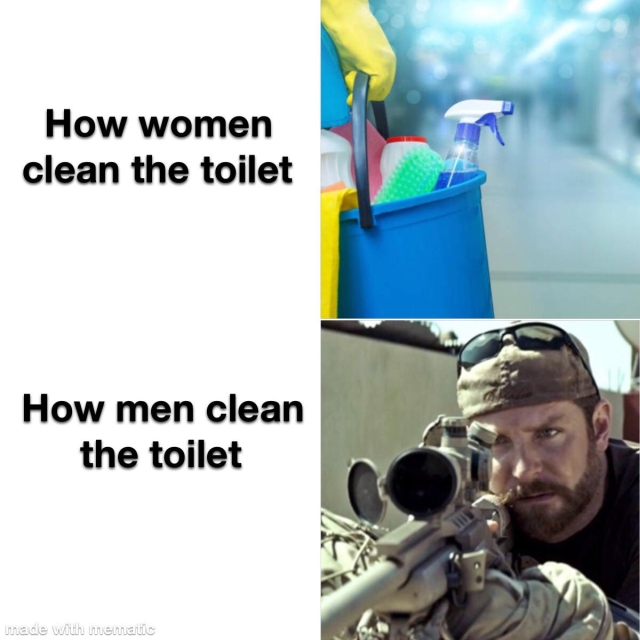 How women
clean the toilet
How men clean
the toilet
made with mematic